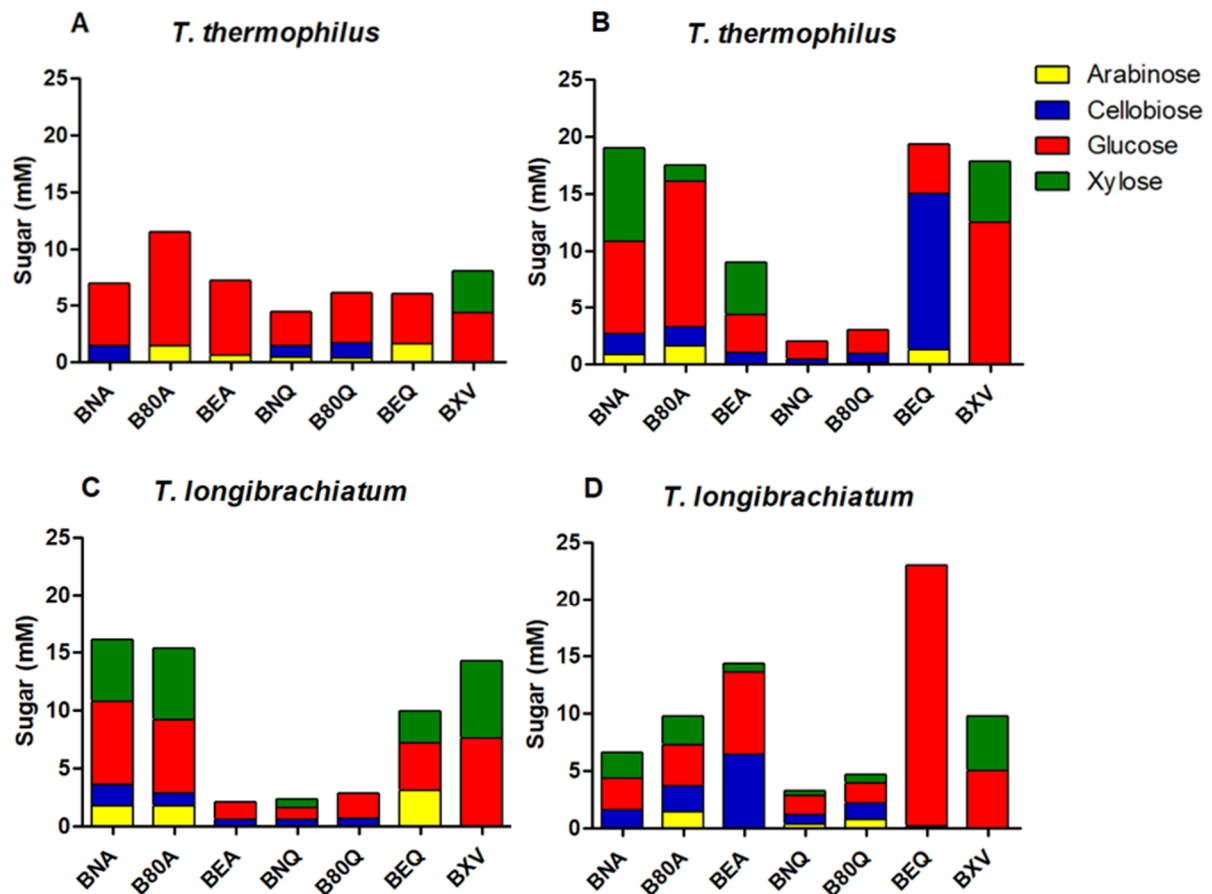 A
T. thermophilus
Sugar (mM)
25
20
15
10
5
0
BNA
B80A
BEA
BNQ
B80Q
BEQ
BXV
B
T. thermophilus
Sugar (mM)
25
20
15
10
5
0
BNA
B80A
BEA
BNQ
B80Q
BEQ
BXV
Arabinose
Cellobiose
Glucose
Xylose
C
T. longibrachiatum
Sugar (mM)
25
20
15
10
5
0
BNA
B80A
BEA
BNQ
B80Q
BEQ
BXV
D
T. longibrachiatum
Sugar (mM)
25
20
15
10
5
0
BNA
B80A
BEA
BNQ
B80Q
BEQ
BXV